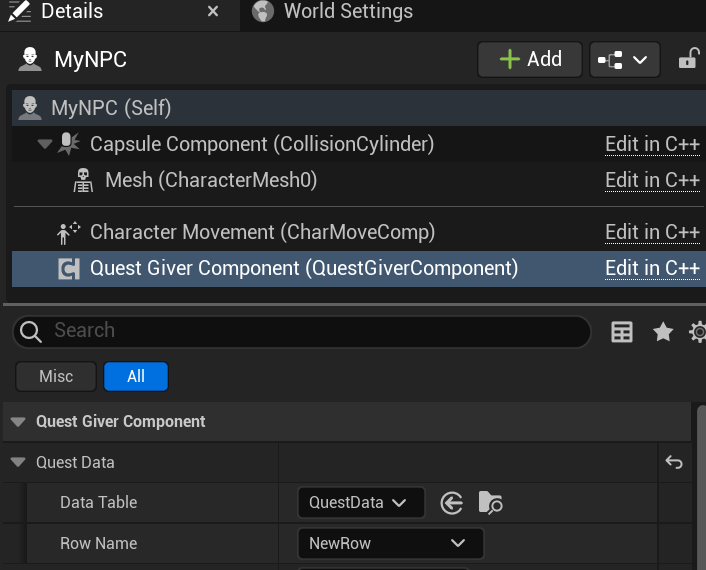 Details × World Settings
MyNPC Add
MyNPC (Self)
Capsule Component (CollisionCylinder) Edit in C++
Mesh (CharacterMesh0) Edit in C++
Character Movement (CharMoveComp) Edit in C++
Quest Giver Component (QuestGiverComponent) Edit in C++
Search
Misc All
Quest Giver Component
Quest Data
Data Table QuestData
Row Name NewRow